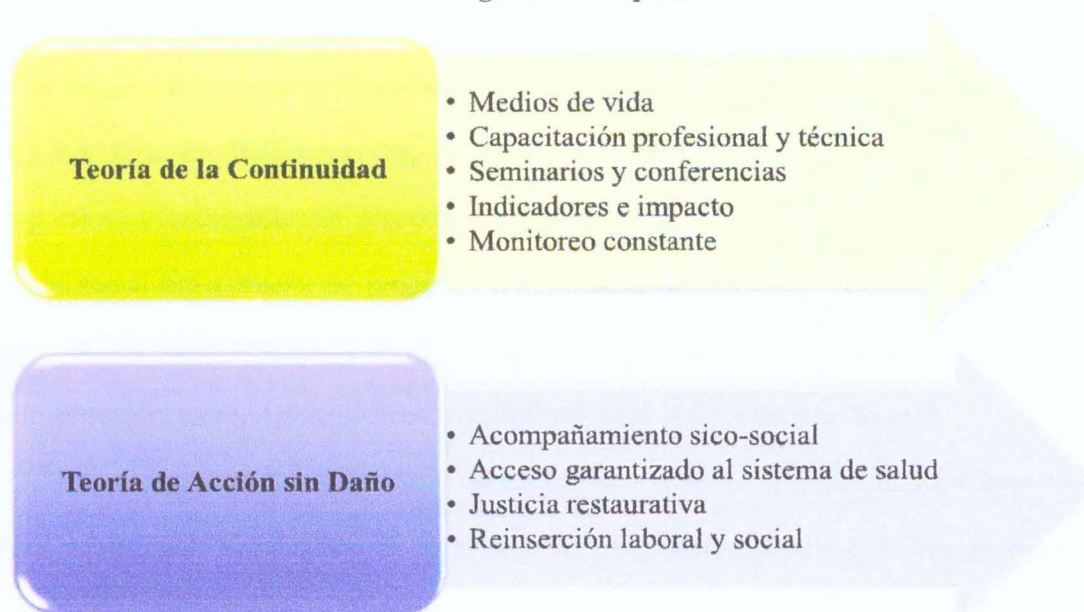 Teoría de la Continuidad
• Medios de vida
• Capacitación profesional y técnica
• Seminarios y conferencias
• Indicadores e impacto
• Monitoreo constante
Teoría de Acción sin Daño
• Acompañamiento sico-social
• Acceso garantizado al sistema de salud
• Justicia restaurativa
• Reinserción laboral y social